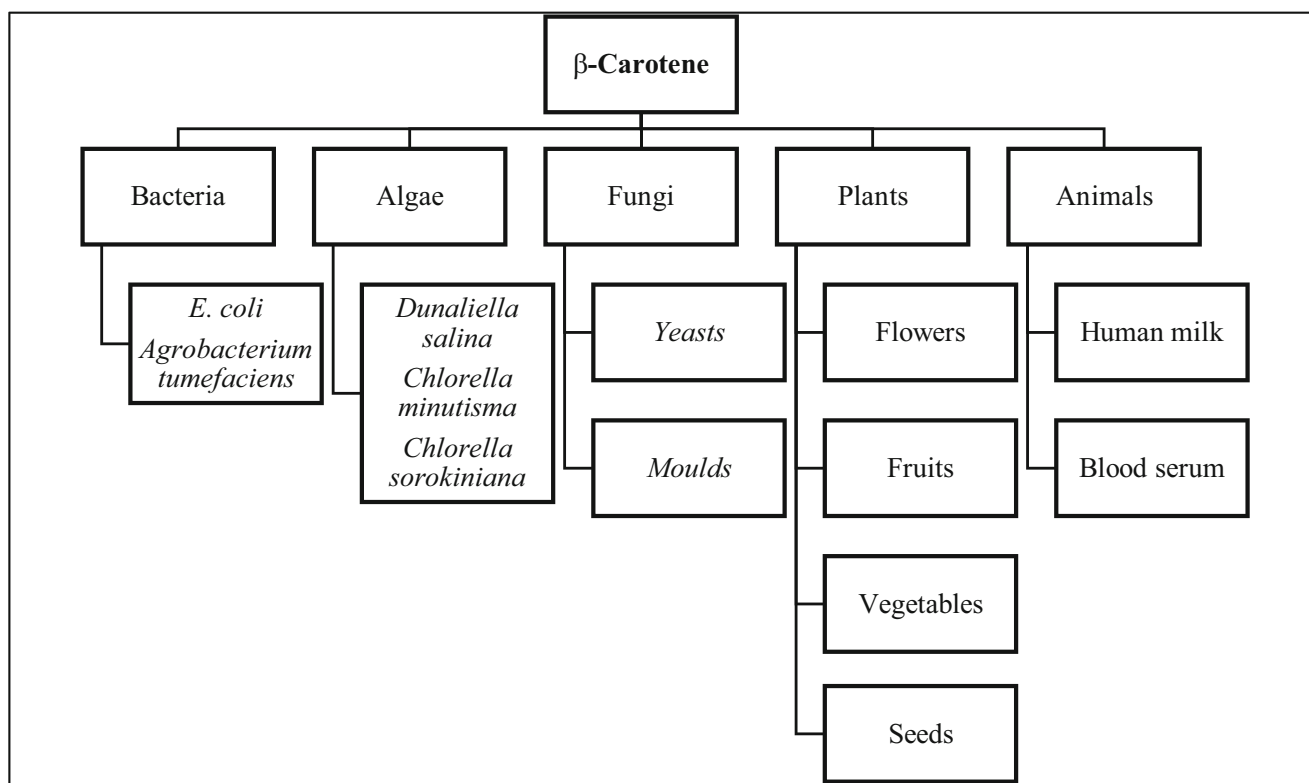 β-Carotene
Bacteria
Algae
Fungi
Plants
Animals
E. coli
Agrobacterium
tumefaciens
Dunaliella
salina
Chlorella
minutisma
Chlorella
sorokiniana
Yeasts
Moulds
Flowers
Fruits
Vegetables
Seeds
Human milk
Blood serum